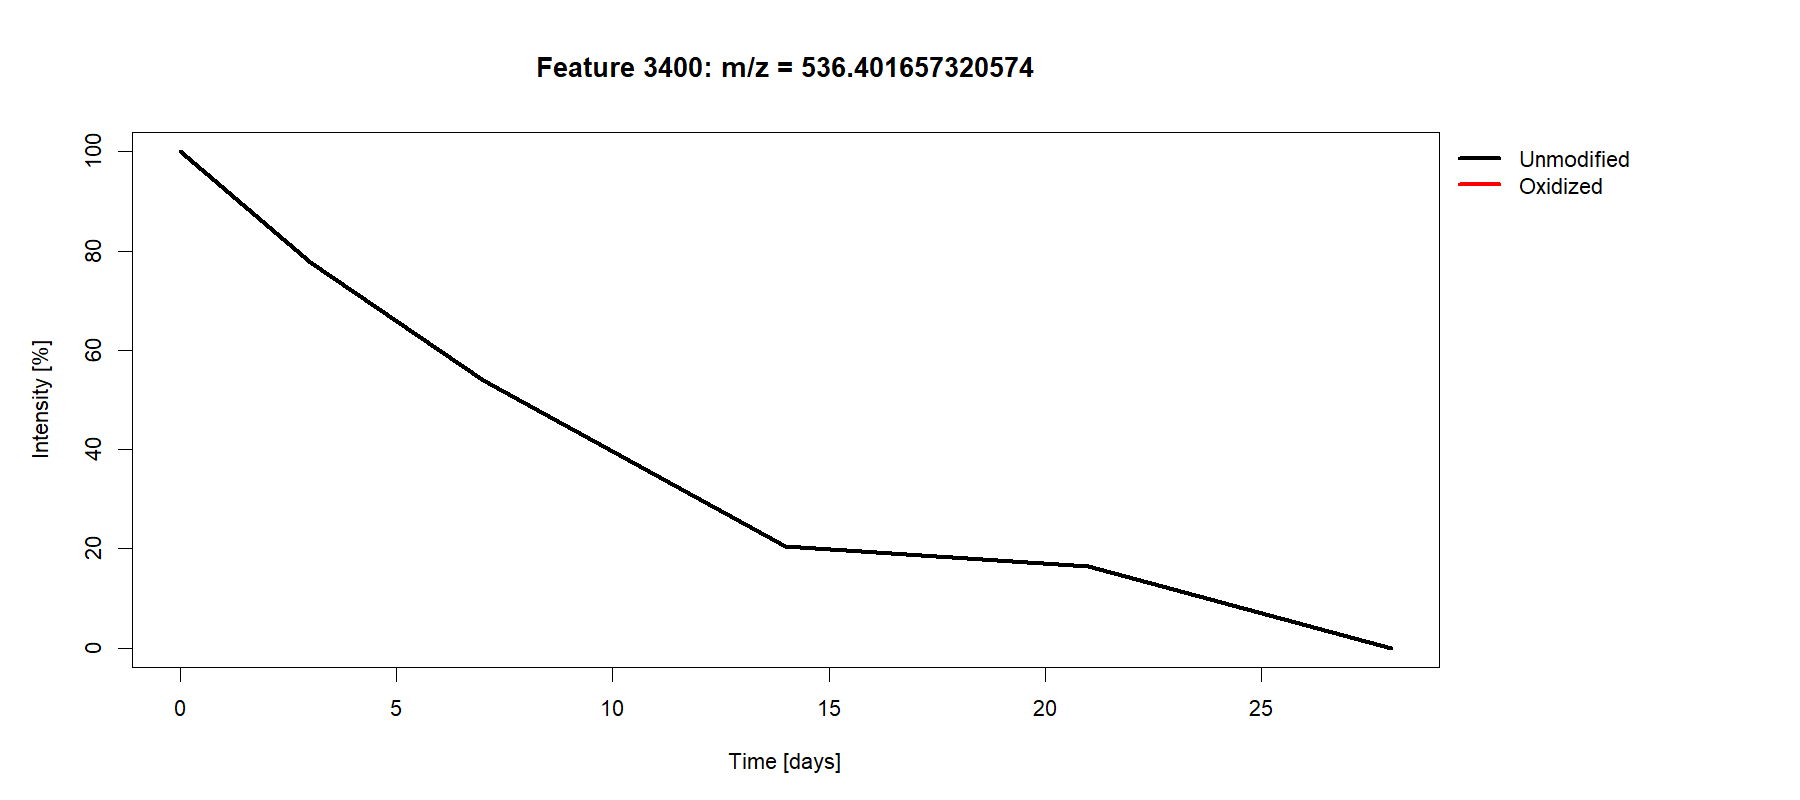 Feature 3400: m/z = 536.401657320574
Unmodified
Oxidized
Intensity [%]
100
80
60
40
20
0
0 5 10 15 20 25
Time [days]